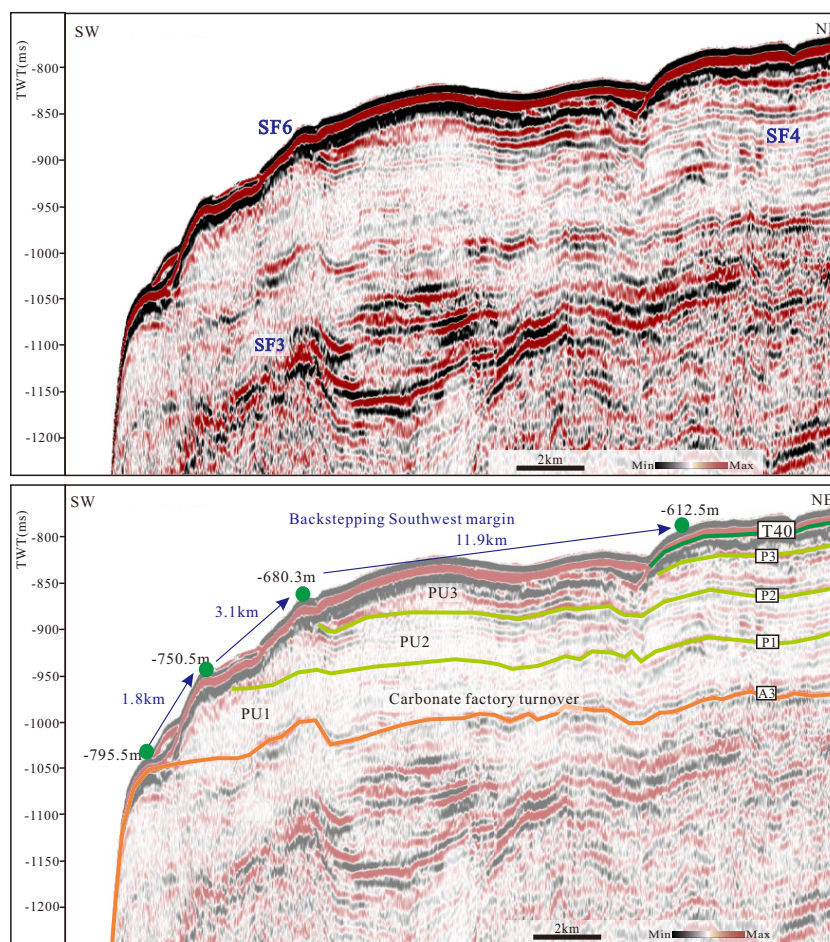 SW
NE
TWT(ms)
-800
-850
-900
-950
-1000
-1050
-1100
-1150
-1200
SF6
SF4
SF3
2km
Min Max
SW
NE
TWT(ms)
-800
-850
-900
-950
-1000
-1050
-1100
-1150
-1200
-612.5m
Backstepping Southwest margin
11.9km
T40
P3
-680.3m
PU3
P2
3.1km
PU2
P1
-750.5m
1.8km
Carbonate factory turnover
A3
PU1
-795.5m
2km
Min Max